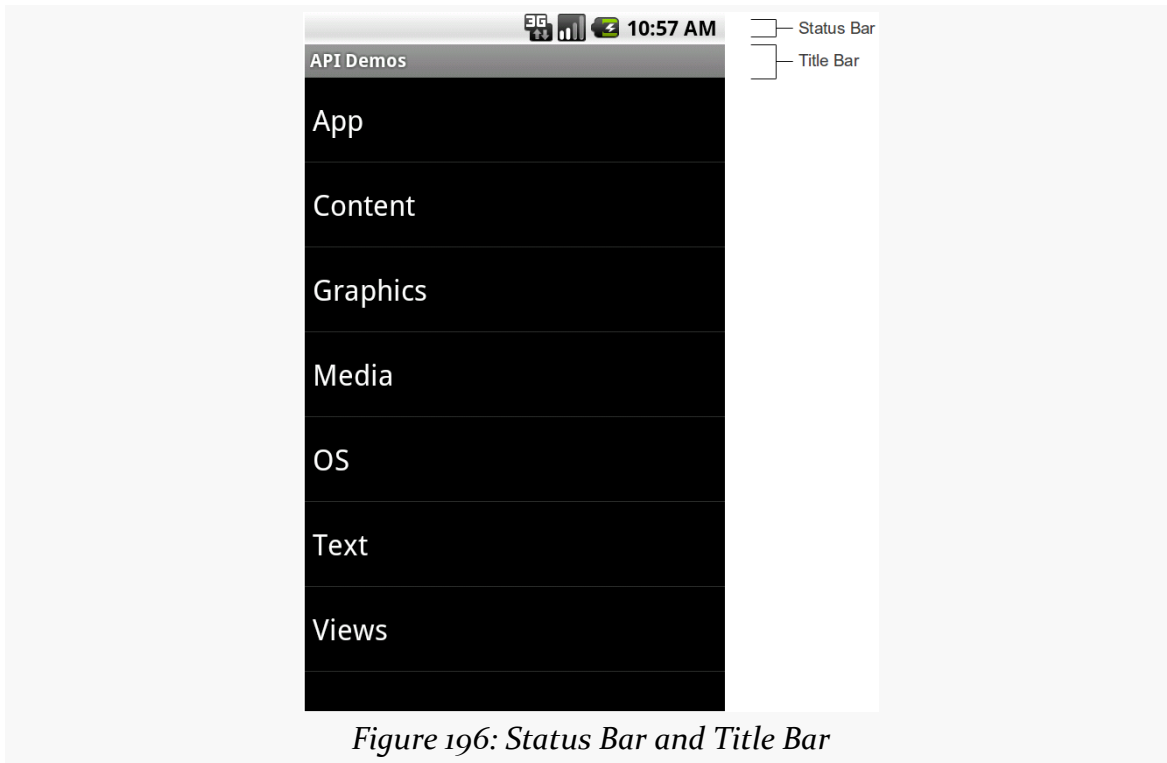 3G 10:57 AM
Status Bar
API Demos
Title Bar
App
Content
Graphics
Media
OS
Text
Views
Figure 196: Status Bar and Title Bar